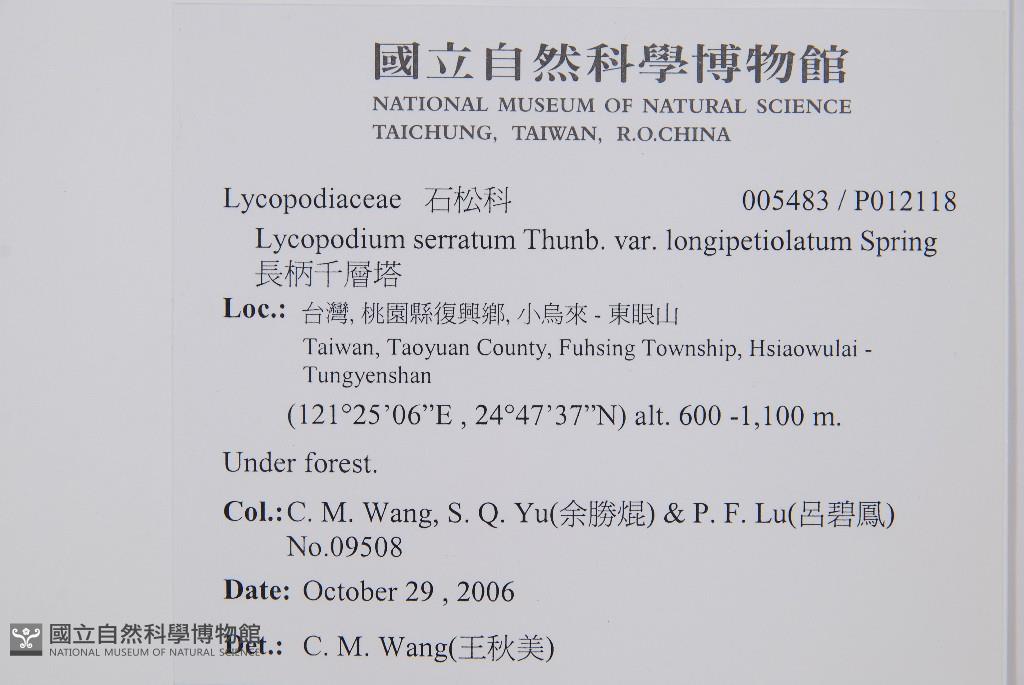 國立自然科學博物館
NATIONAL MUSEUM OF NATURAL SCIENCE
TAICHUNG, TAIWAN, R.O.CHINA
Lycopodiaceae 石松科 005483 / P012118
Lycopodium serratum Thunb. var. longipetiolatum Spring
長柄千層塔
Loc.: 台灣, 桃園縣復興鄉, 小烏來 - 東眼山
Taiwan, Taoyuan County, Fuhsing Township, Hsiaowulai -
Tungyenshan
(121°25’06”E , 24°47’37”N) alt. 600 -1,100 m.
Under forest.
Col.: C. M. Wang, S. Q. Yu(余勝焜) & P. F. Lu(呂碧鳳)
No.09508
Date: October 29 , 2006
Det.: C. M. Wang(王秋美)
國立自然科學博物館
NATIONAL MUSEUM OF NATURAL SCIENCE